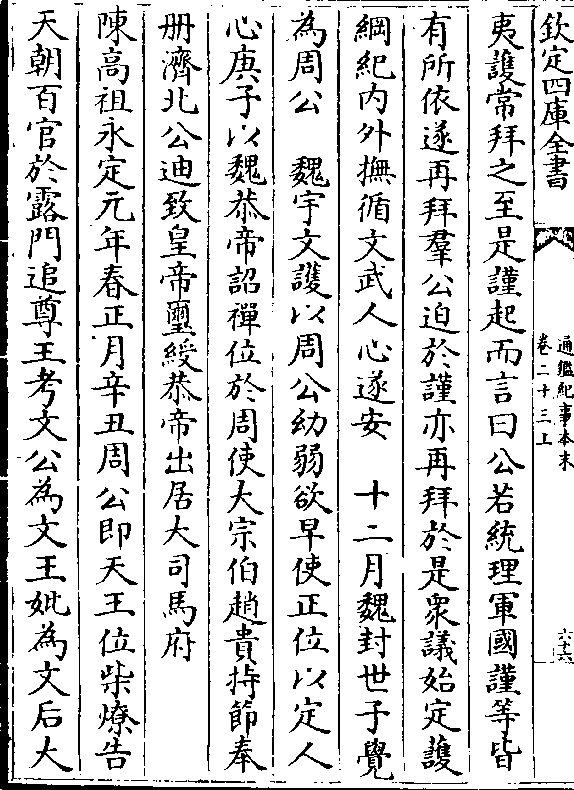 欽定四庫全書
通鑑紀事本末
卷二十三上
六十六
夷護常拜之至是謹起而言曰公若統理軍國謹等皆
有所依遂再拜羣公迫於謹亦再拜於是衆議始定護
綱紀内外撫循文武人心遂安　十二月魏封世子覺
為周公　魏宇文護以周公幼弱欲早使正位以定人
心庚子以魏恭帝詔禪位於周使大宗伯趙貴持節奉
册濟北公迪致皇帝璽綬恭帝出居大司馬府
陳高祖永定元年春正月辛丑周公即天王位柴燎告
天朝百官於露門追尊王考文公為文王妣為文后大